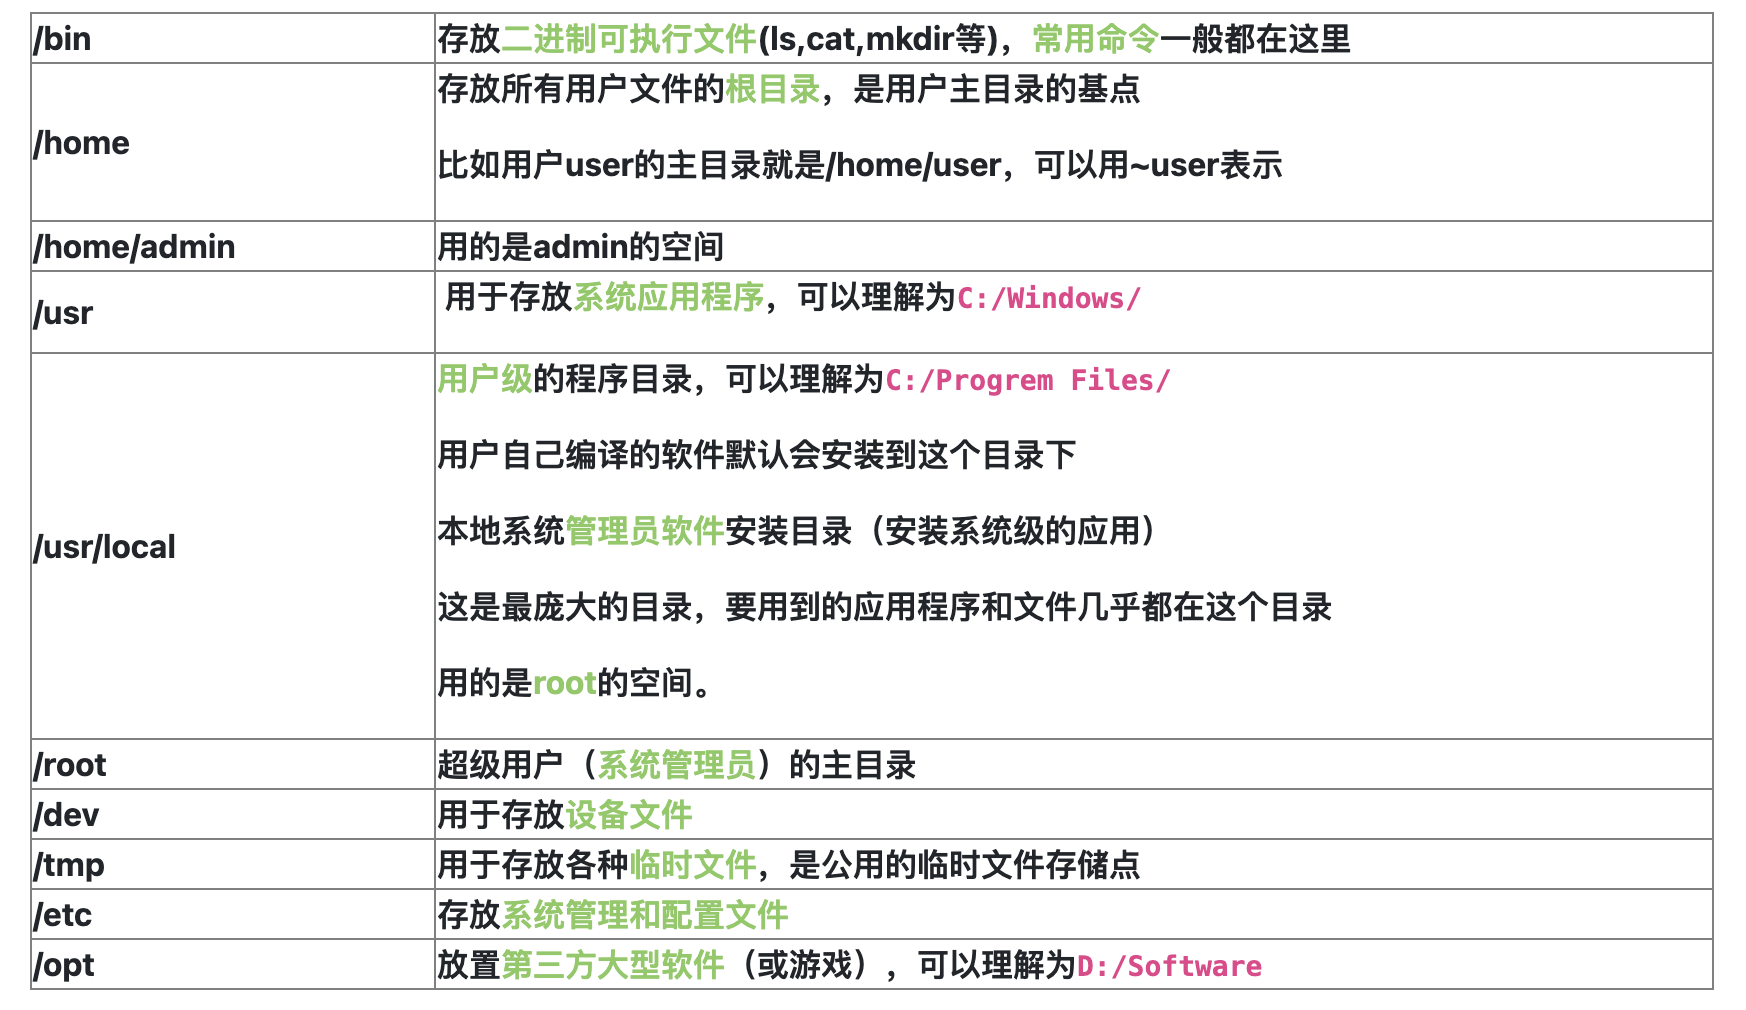 /bin
存放二进制可执行文件(ls,cat,mkdir等)，常用命令一般都在这里
/home
存放所有用户文件的根目录，是用户主目录的基点
比如用户user的主目录就是/home/user，可以用~user表示
/home/admin
用的是admin的空间
/usr
用于存放系统应用程序，可以理解为C:/Windows/
/usr/local
用户级的程序目录，可以理解为C:/Progrem Files/
用户自己编译的软件默认会安装到这个目录下
本地系统管理员软件安装目录（安装系统级的应用）
这是最庞大的目录，要用到的应用程序和文件几乎都在这个目录
用的是root的空间。
/root
超级用户（系统管理员）的主目录
/dev
用于存放设备文件
/tmp
用于存放各种临时文件，是公用的临时文件存储点
/etc
存放系统管理和配置文件
/opt
放置第三方大型软件（或游戏），可以理解为D:/Software